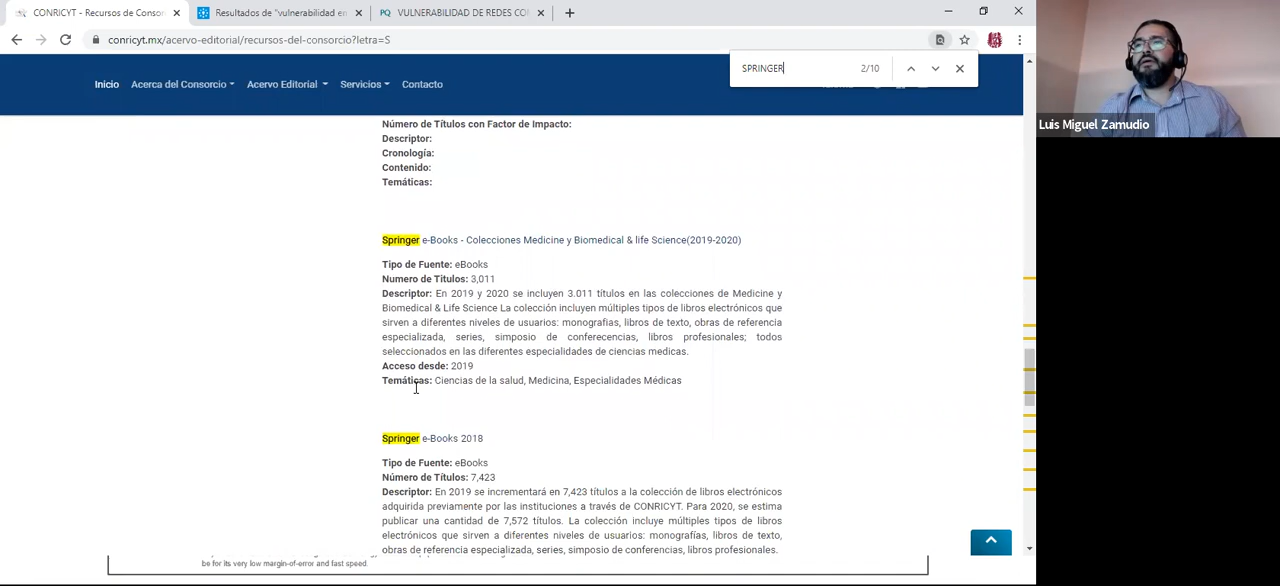 CONRICYT - Recursos de Consor
Resultados de "vulnerabilidad en
PQ VULNERABILIDAD DE REDES CO
conricyt.mx/acervo-editorial/recursos-del-consorcio?letra=S
SPRINGER 2/10
Inicio Acerca del Consorcio Acervo Editorial Servicios Contacto
Luis Miguel Zamudio
Número de Títulos con Factor de Impacto:
Descriptor:
Cronología:
Contenido:
Temáticas:
Springer e-Books - Colecciones Medicine y Biomedical & life Science(2019-2020)
Tipo de Fuente: eBooks
Numero de Titulos: 3,011
Descriptor: En 2019 y 2020 se incluyen 3.011 títulos en las colecciones de Medicine y
Biomedical & Life Science La colección incluyen múltiples tipos de libros electrónicos que
sirven a diferentes niveles de usuarios: monografias, libros de texto, obras de referencia
especializada, series, simposio de conferecencias, libros profesionales; todos
seleccionados en las diferentes especialidades de ciencias medicas.
Acceso desde: 2019
Temáticas: Ciencias de la salud, Medicina, Especialidades Médicas
Springer e-Books 2018
Tipo de Fuente: eBooks
Número de Títulos: 7,423
Descriptor: En 2019 se incrementará en 7,423 títulos a la colección de libros electrónicos
adquirida previamente por las instituciones a través de CONRICYT. Para 2020, se estima
publicar una cantidad de 7,572 títulos. La colección incluye múltiples tipos de libros
electrónicos que sirven a diferentes niveles de usuarios: monografías, libros de texto,
obras de referencia especializada, series, simposio de conferencias, libros profesionales.
be for its very low margin-of-error and fast speed.